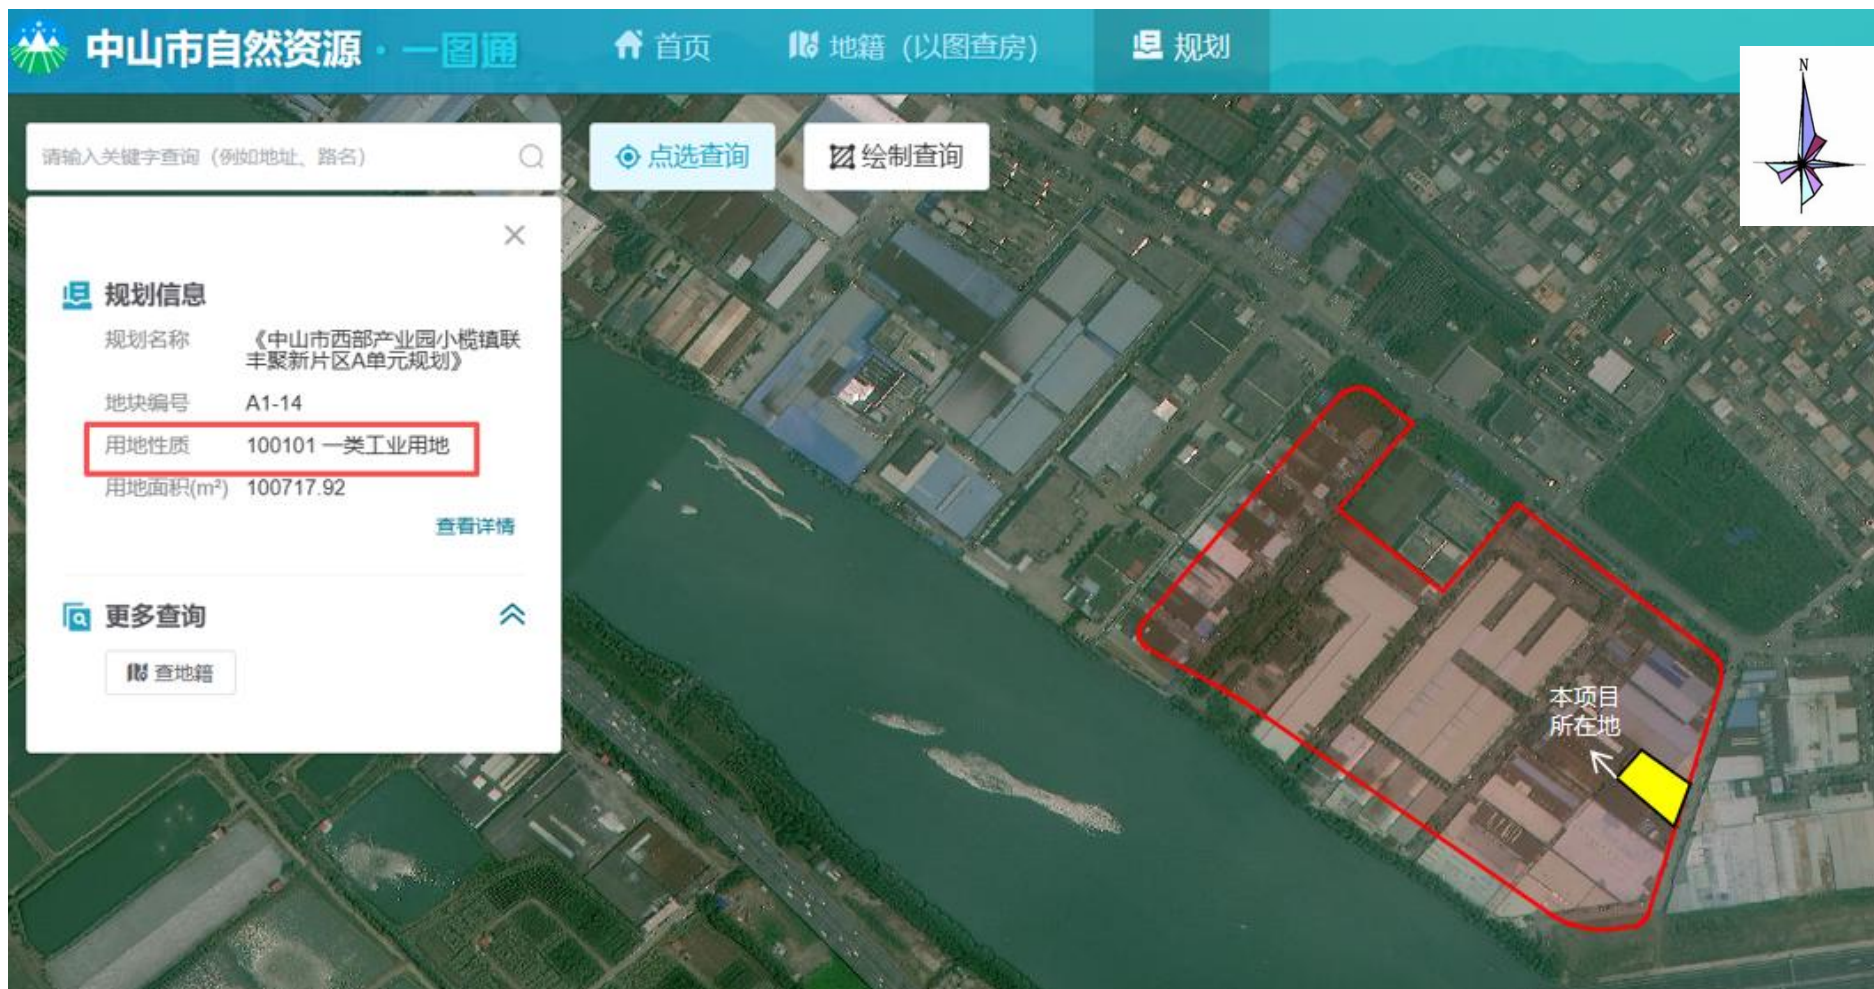 中山市自然资源·一图通
首页
地籍（以图查房）
规划
N
请输入关键字查询（例如地址、路名）
点选查询
绘制查询
规划信息
规划名称 《中山市西部产业园小榄镇联
丰聚新片区A单元规划》
地块编号 A1-14
用地性质 100101 一类工业用地
用地面积(m²) 100717.92
查看详情
更多查询
查地籍
本项目
所在地